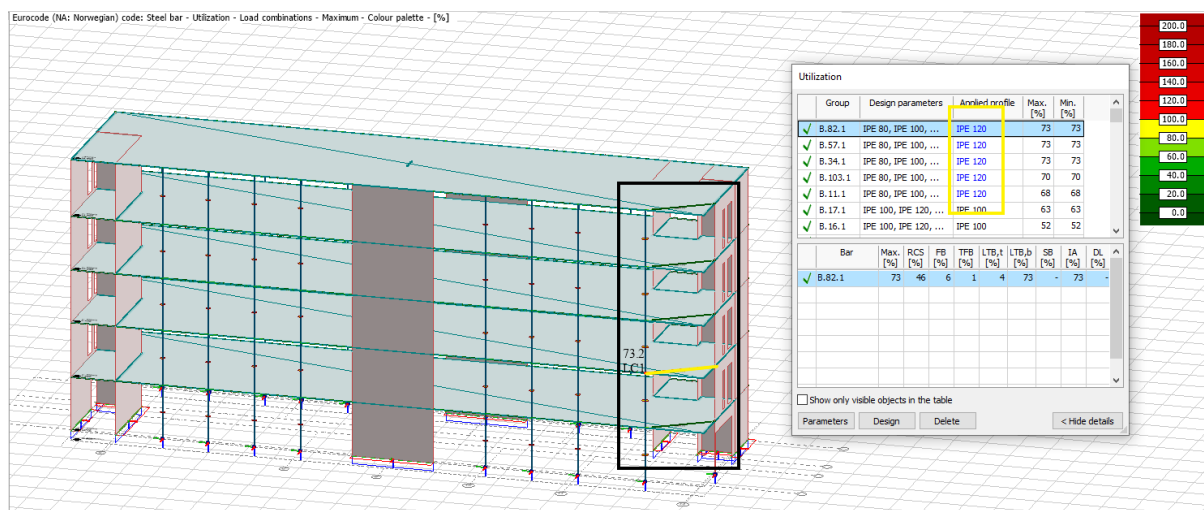 Eurocode (NA: Norwegian) code: Steel bar - Utilization - Load combinations - Maximum - Colour palette - [%]
200.0
180.0
160.0
140.0
120.0
100.0
80.0
60.0
40.0
20.0
0.0
73.2
LC1
Utilization
Group Design parameters Applied profile Max. [%] Min. [%]
B.82.1 IPE 80, IPE 100, ... IPE 120 73 73
B.57.1 IPE 80, IPE 100, ... IPE 120 73 73
B.34.1 IPE 80, IPE 100, ... IPE 120 73 73
B.103.1 IPE 80, IPE 100, ... IPE 120 70 70
B.11.1 IPE 80, IPE 100, ... IPE 120 68 68
B.17.1 IPE 100, IPE 120, ... IPE 100 63 63
B.16.1 IPE 100, IPE 120, ... IPE 100 52 52
Bar Max. [%] RCS [%] FB [%] TFB [%] LTB,t [%] LTB,b [%] SB [%] IA [%] DL [%]
B.82.1 73 46 6 1 4 73 - 73 -
Show only visible objects in the table
Parameters Design Delete < Hide details